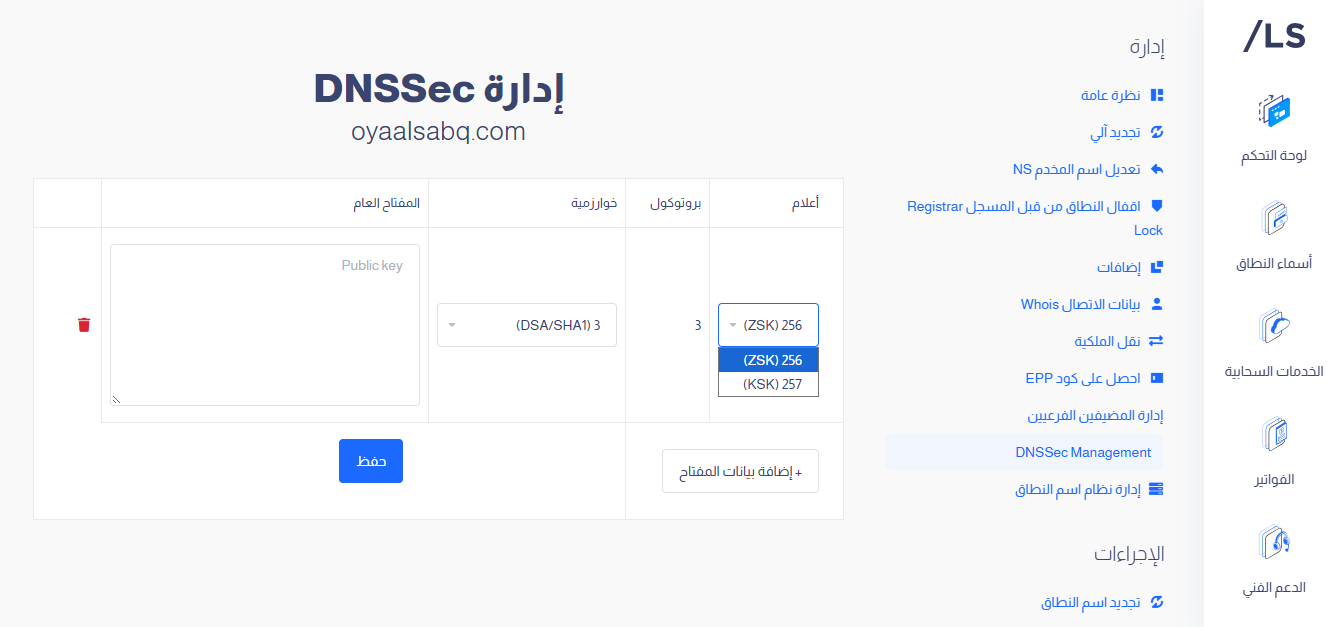 /LS
لوحة التحكم
أسماء النطاق
الخدمات السحابية
الفواتير
الدعم الفني
إدارة
نظرة عامة
تجديد آلي
تعديل اسم المخدم NS
اقفال النطاق من قبل المسجل Registrar
Lock
إضافات
بيانات الاتصال Whois
نقل الملكية
احصل على كود EPP
إدارة المضيفين الفرعيين
DNSSec Management
إدارة نظام اسم النطاق
الإجراءات
تجديد اسم النطاق
إدارة DNSSec
oyaalsabq.com
أعلام
بروتوكول
خوارزمية
المفتاح العام
256 (ZSK)
256 (ZSK)
257 (KSK)
3
3 (DSA/SHA1)
Public key
+ إضافة بيانات المفتاح
حفظ